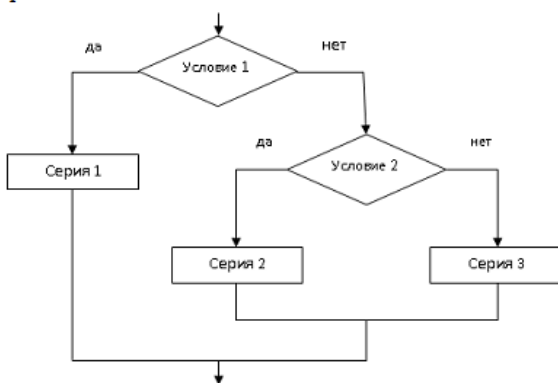 да
нет
Условие 1
да
нет
Серия 1
Условие 2
Серия 2
Серия 3